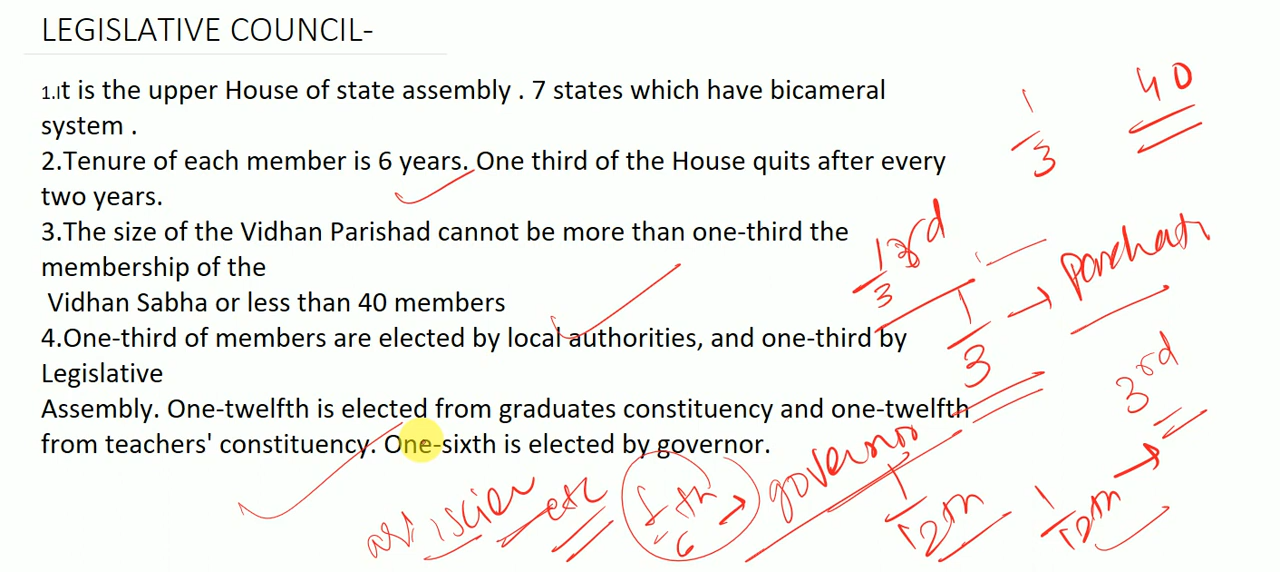 LEGISLATIVE COUNCIL-
1.It is the upper House of state assembly . 7 states which have bicameral
system .
2.Tenure of each member is 6 years. One third of the House quits after every
two years.
3.The size of the Vidhan Parishad cannot be more than one-third the
membership of the
Vidhan Sabha or less than 40 members
4.One-third of members are elected by local authorities, and one-third by
Legislative
Assembly. One-twelfth is elected from graduates constituency and one-twelfth
from teachers' constituency. One-sixth is elected by governor.
1/3
40
1/3rd
1/3 →
3rd
governor
1/12th
1/12th →
etc